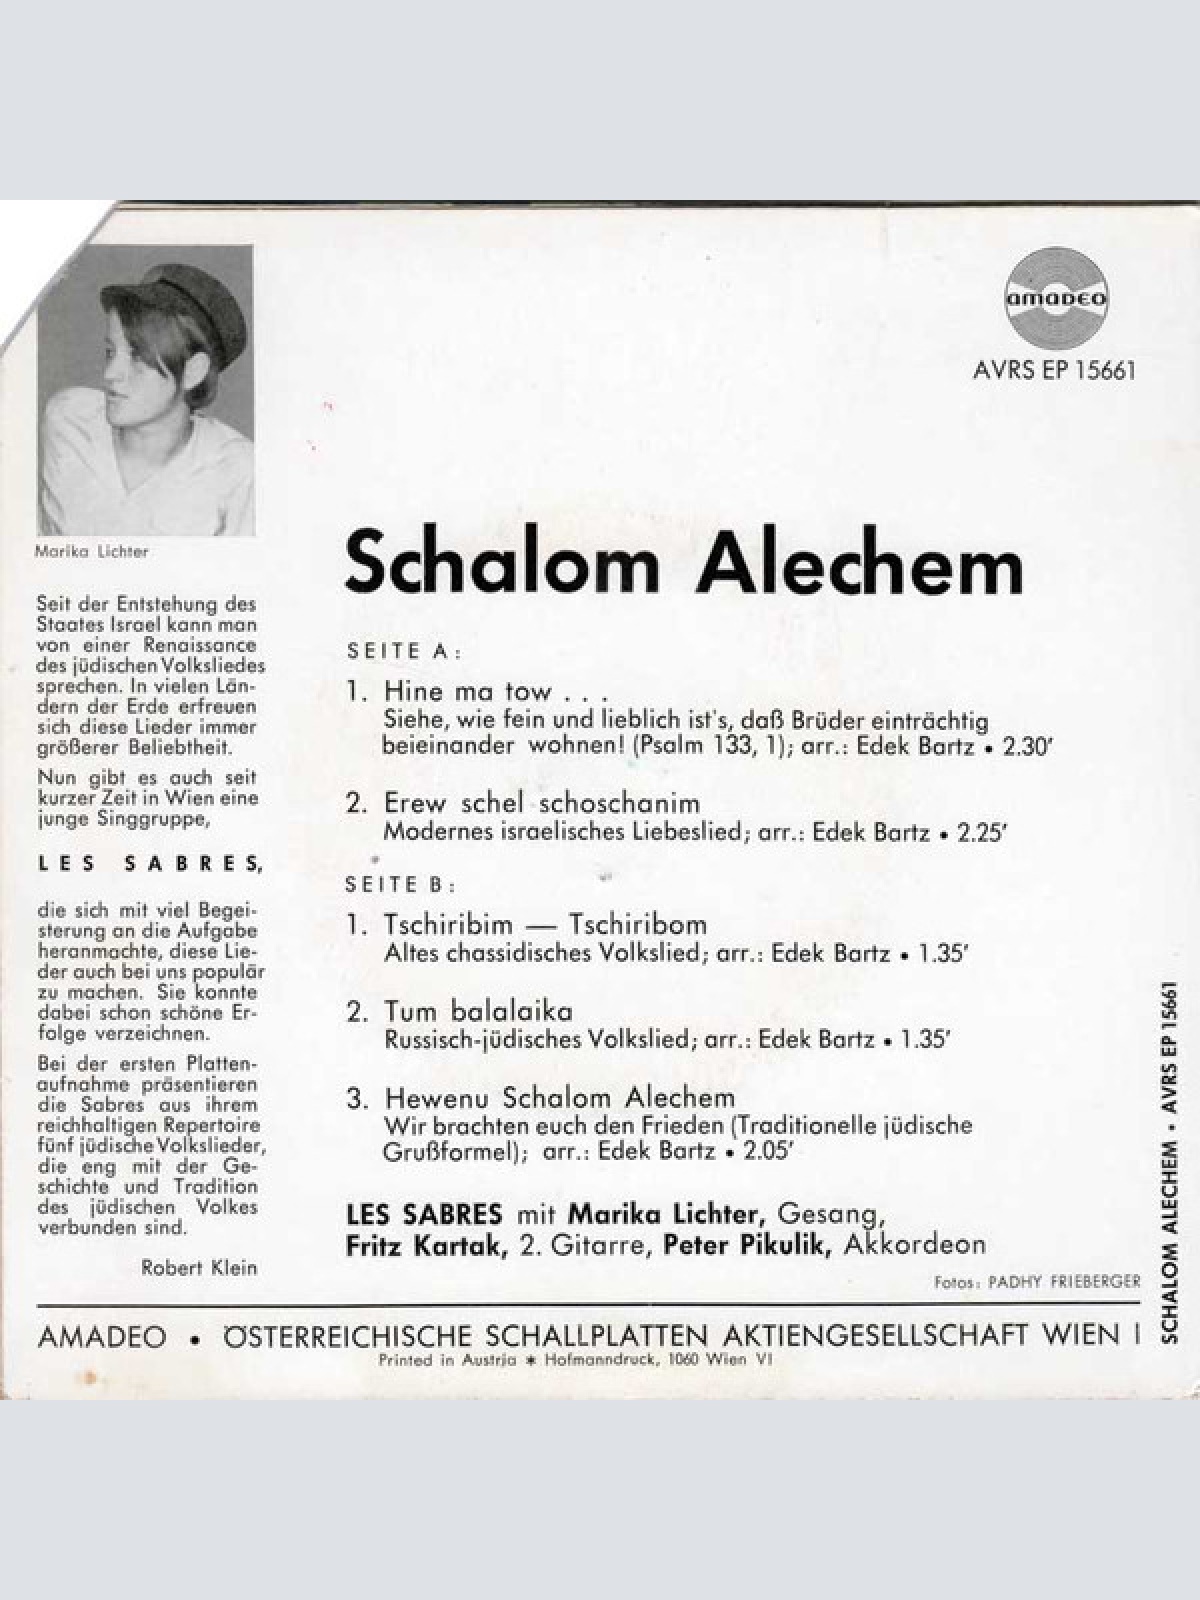 amadeo
AVRS EP 15661
Marika Lichter
Seit der Entstehung des
Staates Israel kann man
von einer Renaissance
des jüdischen Volksliedes
sprechen. In vielen Län-
dern der Erde erfreuen
sich diese Lieder immer
größerer Beliebtheit.
Nun gibt es auch seit
kurzer Zeit in Wien eine
junge Singgruppe,
LES SABRES,
die sich mit viel Begei-
sterung an die Aufgabe
heranmachte, diese Lie-
der auch bei uns populär
zu machen. Sie konnte
dabei schon schöne Er-
folge verzeichnen.
Bei der ersten Platten-
aufnahme präsentieren
die Sabres aus ihrem
reichhaltigen Repertoire
fünf jüdische Volkslieder,
die eng mit der Ge-
schichte und Tradition
des jüdischen Volkes
verbunden sind.
Robert Klein
Schalom Alechem
SEITE A:
1. Hine ma tow . . .
Siehe, wie fein und lieblich ist's, daß Brüder einträchtig
beieinander wohnen! (Psalm 133, 1); arr.: Edek Bartz • 2.30′
2. Erew schel schoschanim
Modernes israelisches Liebeslied; arr.: Edek Bartz • 2.25′
SEITE B:
1. Tschiribim — Tschiribom
Altes chassidisches Volkslied; arr.: Edek Bartz • 1.35′
2. Tum balalaika
Russisch-jüdisches Volkslied; arr.: Edek Bartz • 1.35′
3. Hewenu Schalom Alechem
Wir brachten euch den Frieden (Traditionelle jüdische
Grußformel); arr.: Edek Bartz • 2.05′
LES SABRES mit Marika Lichter, Gesang,
Fritz Kartak, 2. Gitarre, Peter Pikulik, Akkordeon
Fotos: PADHY FRIEBERGER
SCHALOM ALECHEM • AVRS EP 15661
AMADEO • ÖSTERREICHISCHE SCHALLPLATTEN AKTIENGESELLSCHAFT WIEN I
Printed in Austria * Hofmanndruck, 1060 Wien VI